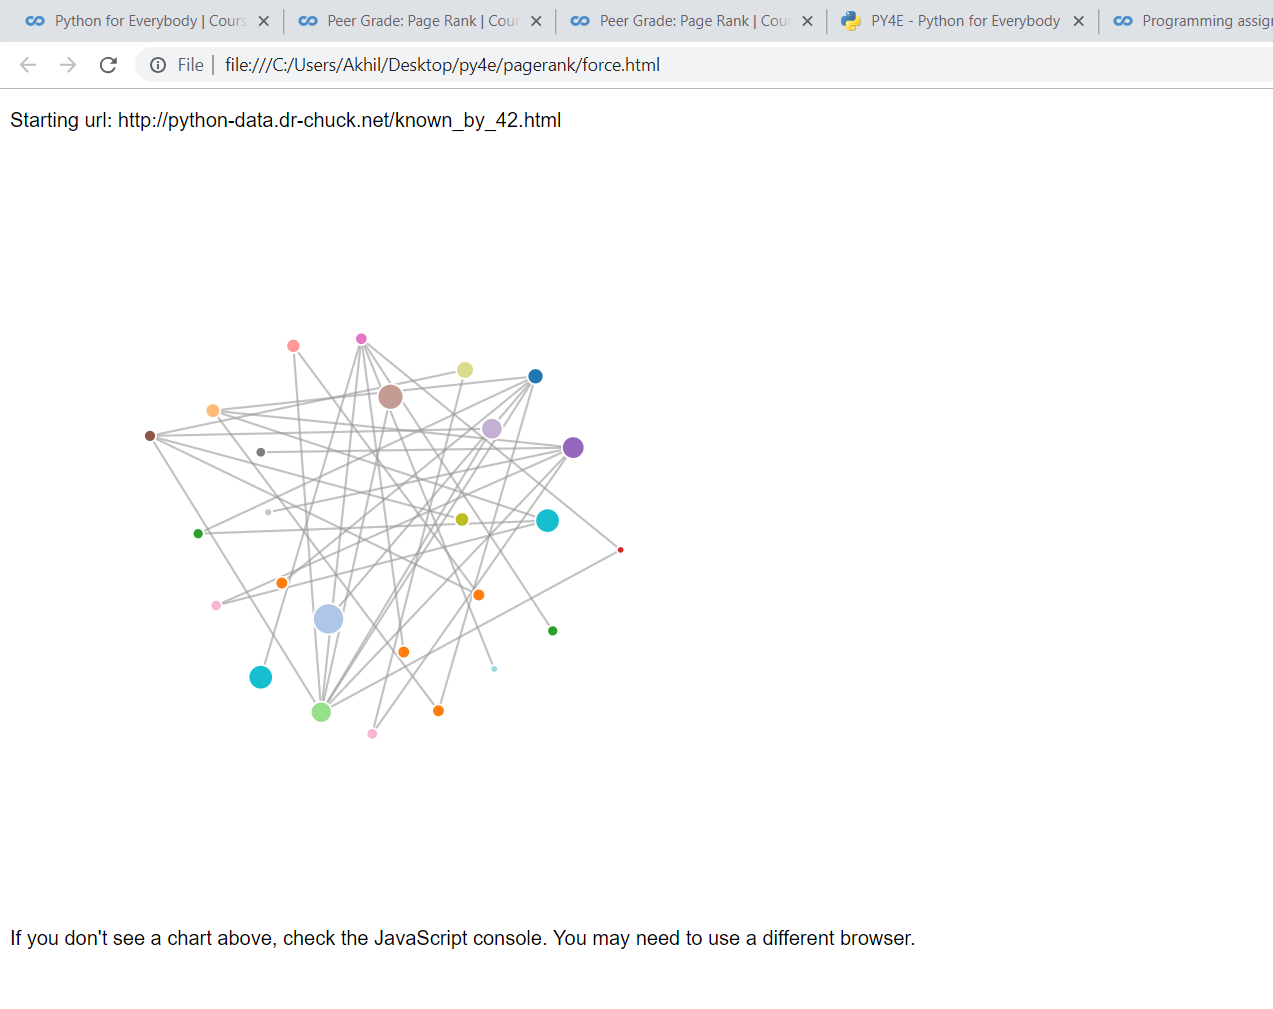 Python for Everybody | Cours
Peer Grade: Page Rank | Cour
Peer Grade: Page Rank | Cour
PY4E - Python for Everybody
Programming assign
File | file:///C:/Users/Akhil/Desktop/py4e/pagerank/force.html
Starting url: http://python-data.dr-chuck.net/known_by_42.html
If you don't see a chart above, check the JavaScript console. You may need to use a different browser.